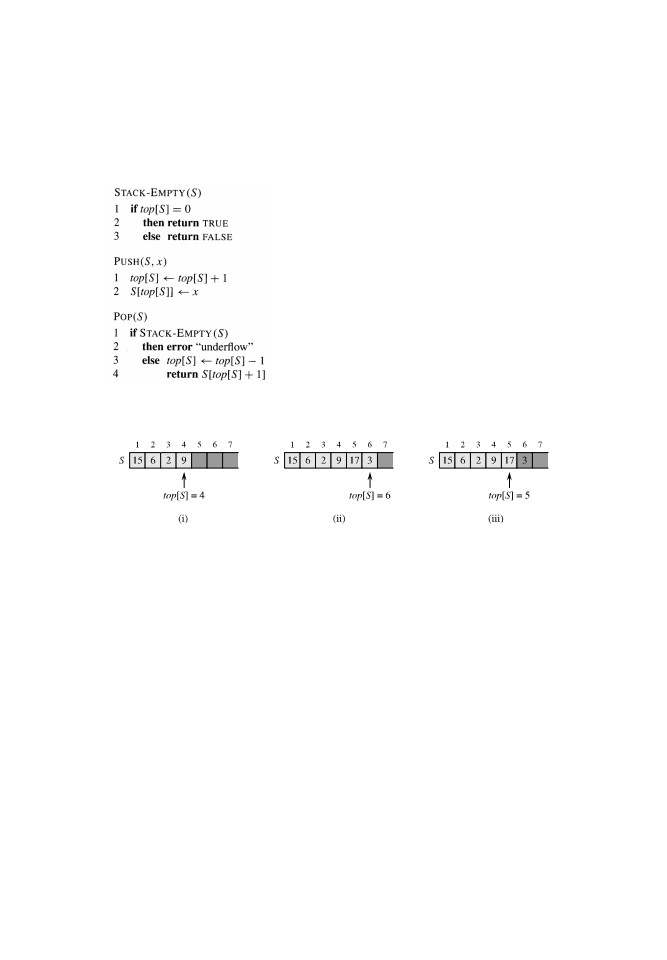 STACK-EMPTY(S)
1 if top[S] = 0
2 then return TRUE
3 else return FALSE
PUSH(S, x)
1 top[S] ← top[S] + 1
2 S[top[S]] ← x
POP(S)
1 if STACK-EMPTY(S)
2 then error “underflow”
3 else top[S] ← top[S] − 1
4 return S[top[S] + 1]
1 2 3 4 5 6 7 1 2 3 4 5 6 7 1 2 3 4 5 6 7
S 15 6 2 9 S 15 6 2 9 17 3 S 15 6 2 9 17 3
top[S] = 4 top[S] = 6 top[S] = 5
(i) (ii) (iii)